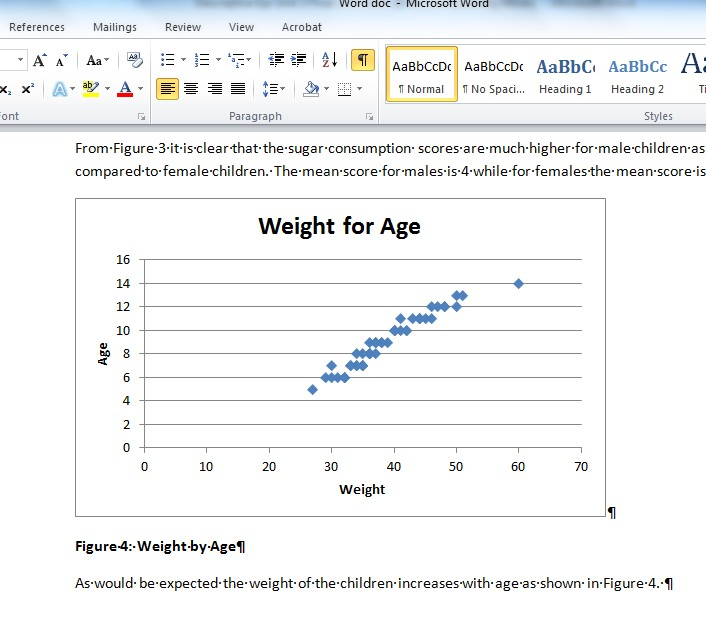 Word doc - Microsoft Word
References Mailings Review View Acrobat
Aa
AaBbCcDc AaBbCcDc AaBbC AaBbCc
¶ Normal ¶ No Spaci... Heading 1 Heading 2
Paragraph Styles
From Figure 3 it is clear that the sugar consumption scores are much higher for male children as
compared to female children. The mean score for males is 4 while for females the mean score is
Weight for Age
16
14
12
10
8
6
4
2
0
Age
0 10 20 30 40 50 60 70
Weight
¶
Figure 4: Weight by Age¶
As would be expected the weight of the children increases with age as shown in Figure 4. ¶